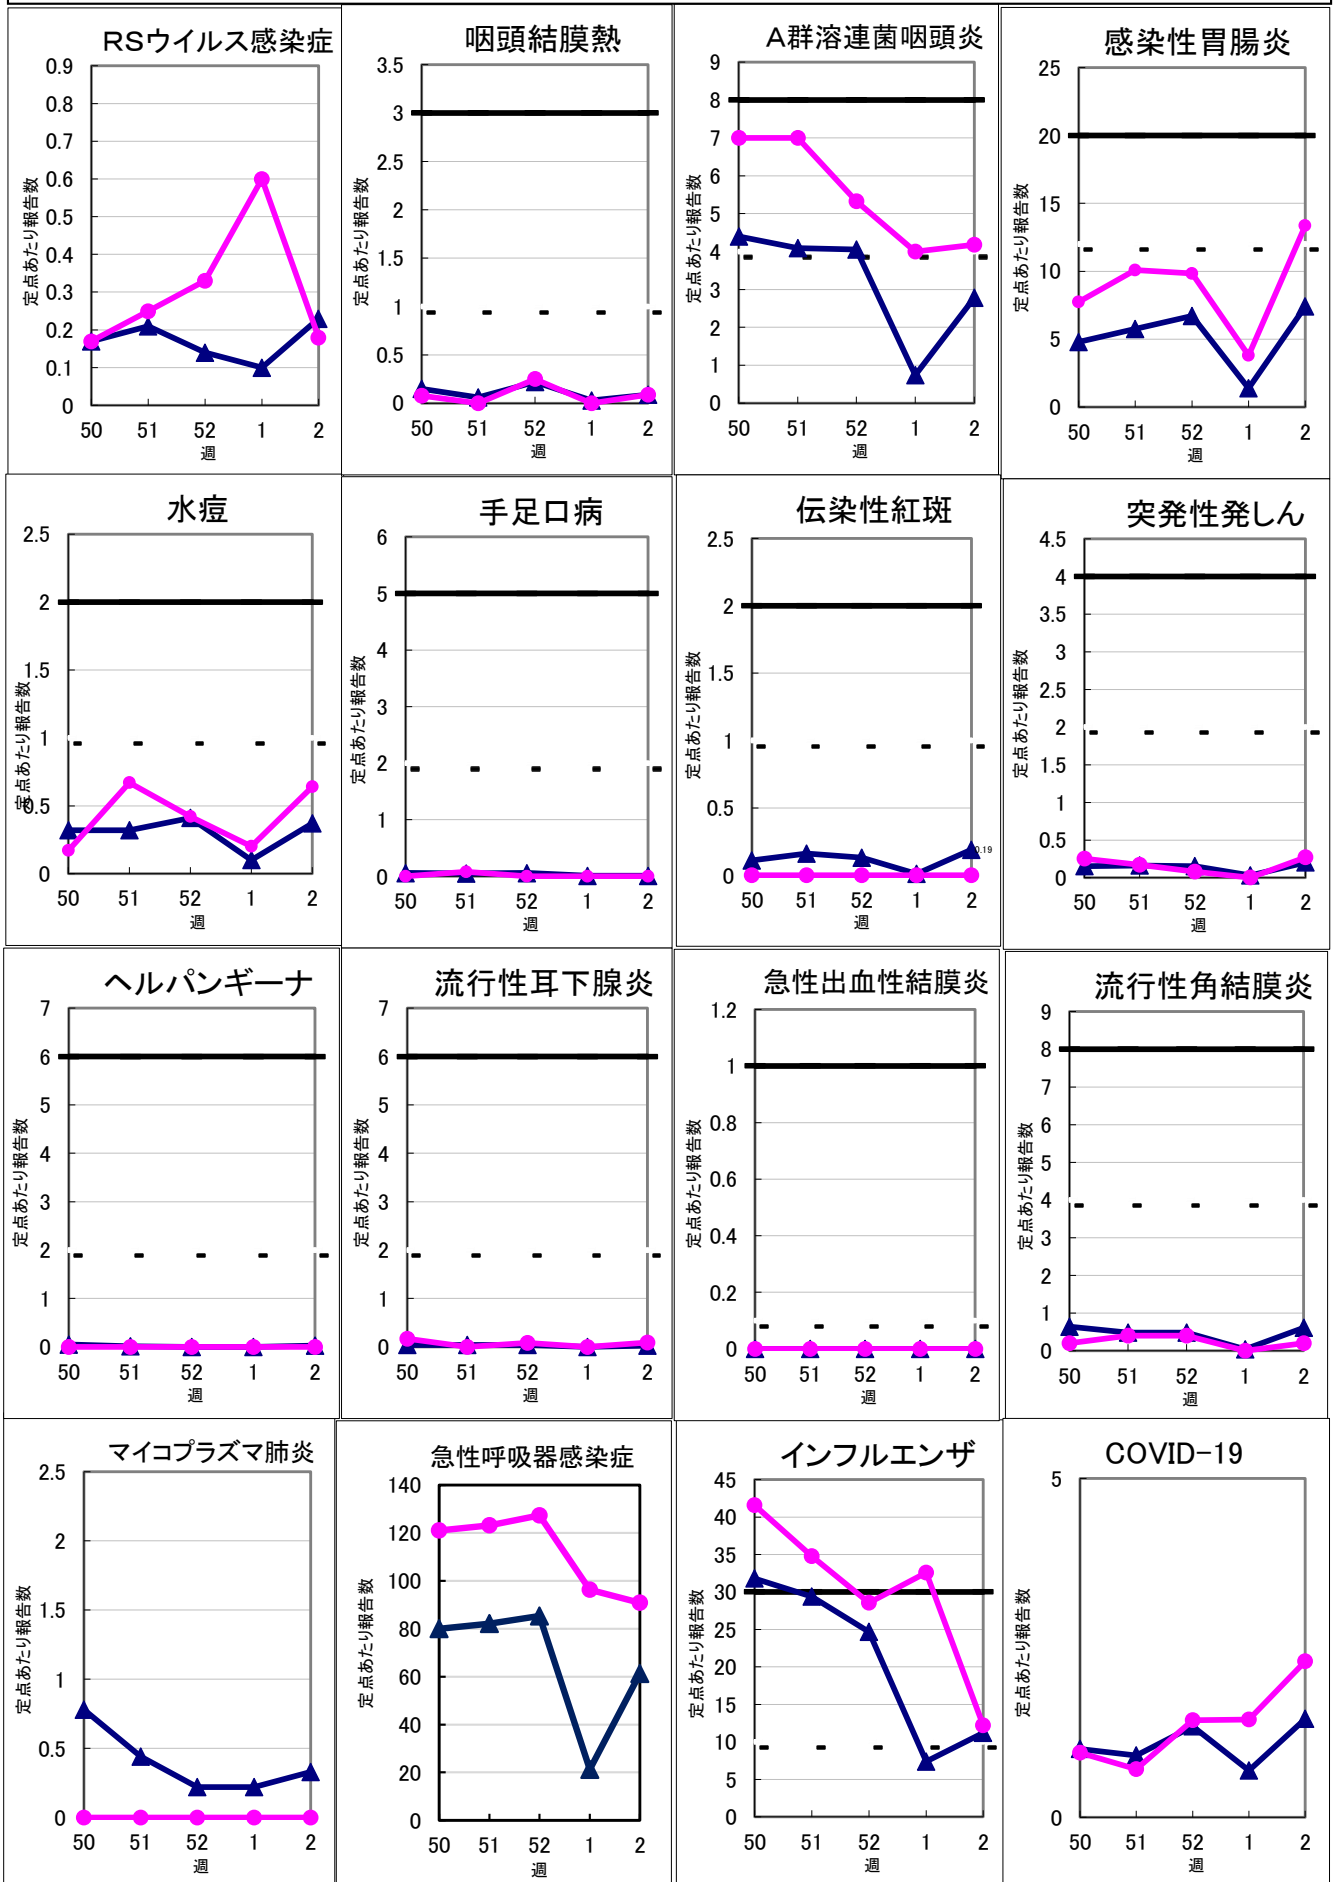 RSウイルス感染症
定点あたり報告数
0.9
0.8
0.7
0.6
0.5
0.4
0.3
0.2
0.1
0
50 51 52 1 2
週
咽頭結膜熱
定点あたり報告数
3.5
3
2.5
2
1.5
1
0.5
0
50 51 52 1 2
週
A群溶連菌咽頭炎
定点あたり報告数
9
8
7
6
5
4
3
2
1
0
50 51 52 1 2
週
感染性胃腸炎
定点あたり報告数
25
20
15
10
5
0
50 51 52 1 2
週
水痘
定点あたり報告数
2.5
2
1.5
1
0.5
0
50 51 52 1 2
週
手足口病
定点あたり報告数
6
5
4
3
2
1
0
50 51 52 1 2
週
伝染性紅斑
定点あたり報告数
2.5
2
1.5
1
0.5
0
0.19
50 51 52 1 2
週
突発性発しん
定点あたり報告数
4.5
4
3.5
3
2.5
2
1.5
1
0.5
0
50 51 52 1 2
週
ヘルパンギーナ
定点あたり報告数
7
6
5
4
3
2
1
0
50 51 52 1 2
週
流行性耳下腺炎
定点あたり報告数
7
6
5
4
3
2
1
0
50 51 52 1 2
週
急性出血性結膜炎
定点あたり報告数
1.2
1
0.8
0.6
0.4
0.2
0
50 51 52 1 2
週
流行性角結膜炎
定点あたり報告数
9
8
7
6
5
4
3
2
1
0
50 51 52 1 2
週
マイコプラズマ肺炎
定点あたり報告数
2.5
2
1.5
1
0.5
0
50 51 52 1 2
週
急性呼吸器感染症
定点あたり報告数
140
120
100
80
60
40
20
0
50 51 52 1 2
週
インフルエンザ
定点あたり報告数
45
40
35
30
25
20
15
10
5
0
50 51 52 1 2
週
COVID-19
定点あたり報告数
5
0
50 51 52 1 2
週